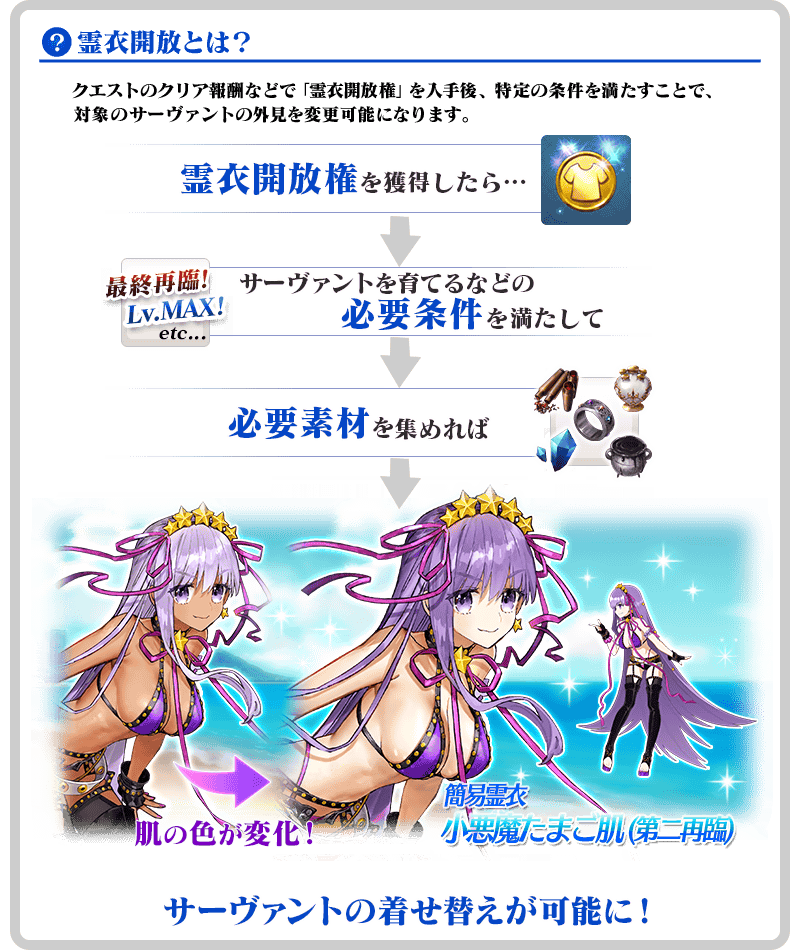 ?霊衣開放とは?
クエストのクリア報酬などで「霊衣開放権」を入手後、特定の条件を満たすことで、
対象のサーヴァントの外見を変更可能になります。
霊衣開放権を獲得したら…
最終再臨!
Lv.MAX!
etc…
サーヴァントを育てるなどの
必要条件を満たして
必要素材を集めれば
肌の色が変化!
簡易霊衣
小悪魔たまご肌(第二再臨)
サーヴァントの着せ替えが可能に!